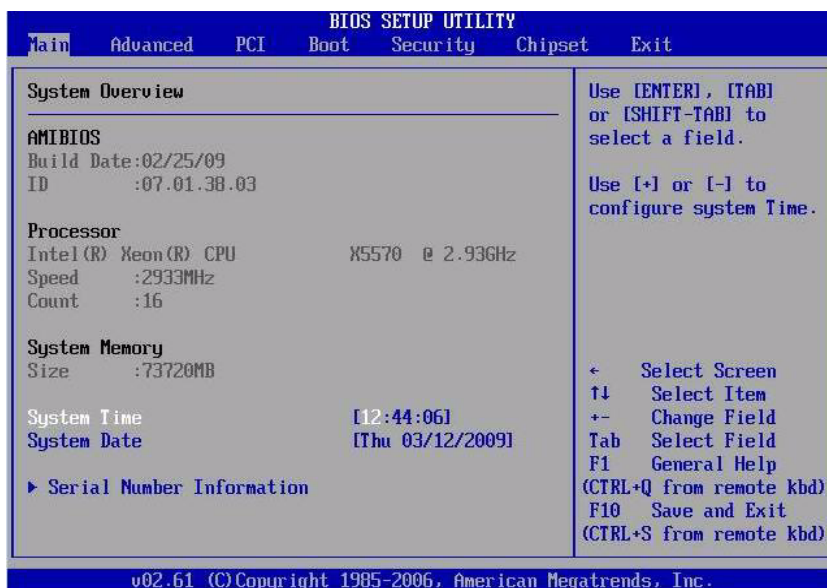 BIOS SETUP UTILITY
Main Advanced PCI Boot Security Chipset Exit
System Overview
AMIBIOS
Build Date:02/25/09
ID :07.01.38.03
Processor
Intel(R) Xeon(R) CPU X5570 @ 2.93GHz
Speed :2933MHz
Count :16
System Memory
Size :73720MB
System Time [12:44:06]
System Date [Thu 03/12/2009]
▶ Serial Number Information
Use [ENTER], [TAB]
or [SHIFT-TAB] to
select a field.
Use [+] or [-] to
configure system Time.
← Select Screen
↑↓ Select Item
+- Change Field
Tab Select Field
F1 General Help
(CTRL+Q from remote kbd)
F10 Save and Exit
(CTRL+S from remote kbd)
v02.61 (C)Copyright 1985-2006, American Megatrends, Inc.